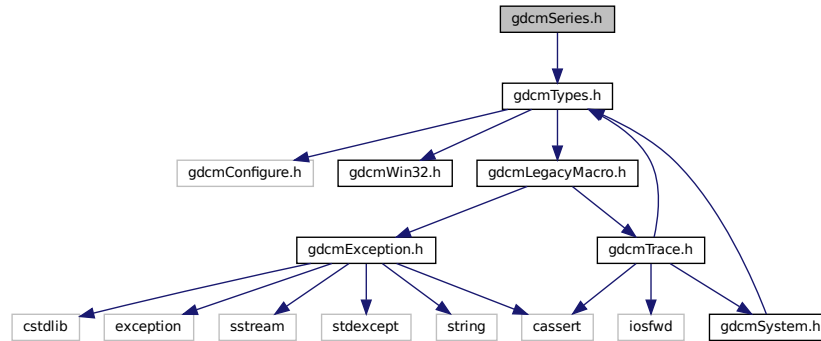 gdcmSeries.h
gdcmTypes.h
gdcmConfigure.h
gdcmWin32.h
gdcmLegacyMacro.h
gdcmException.h
gdcmTrace.h
cstdlib
exception
sstream
stdexcept
string
cassert
iosfwd
gdcmSystem.h